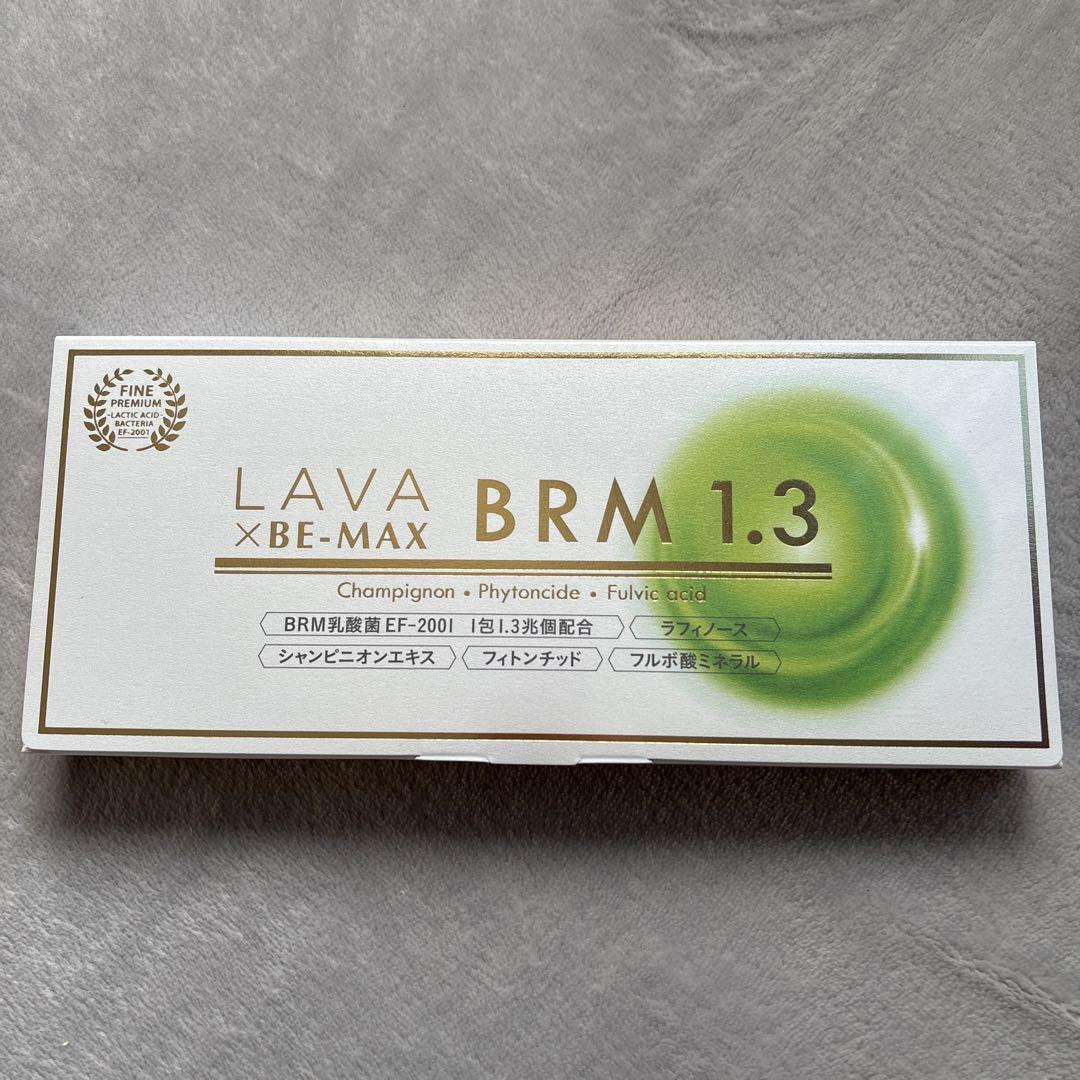 FINE
PREMIUM
-LACTIC ACID-
BACTERIA
EF-2001
LAVA
×BE-MAX
BRM 1.3
Champignon • Phytoncide • Fulvic acid
BRM乳酸菌EF-2001 1包1.3兆個配合 ラフィノース
シャンピニオンエキス フィトンチッド フルボ酸ミネラル